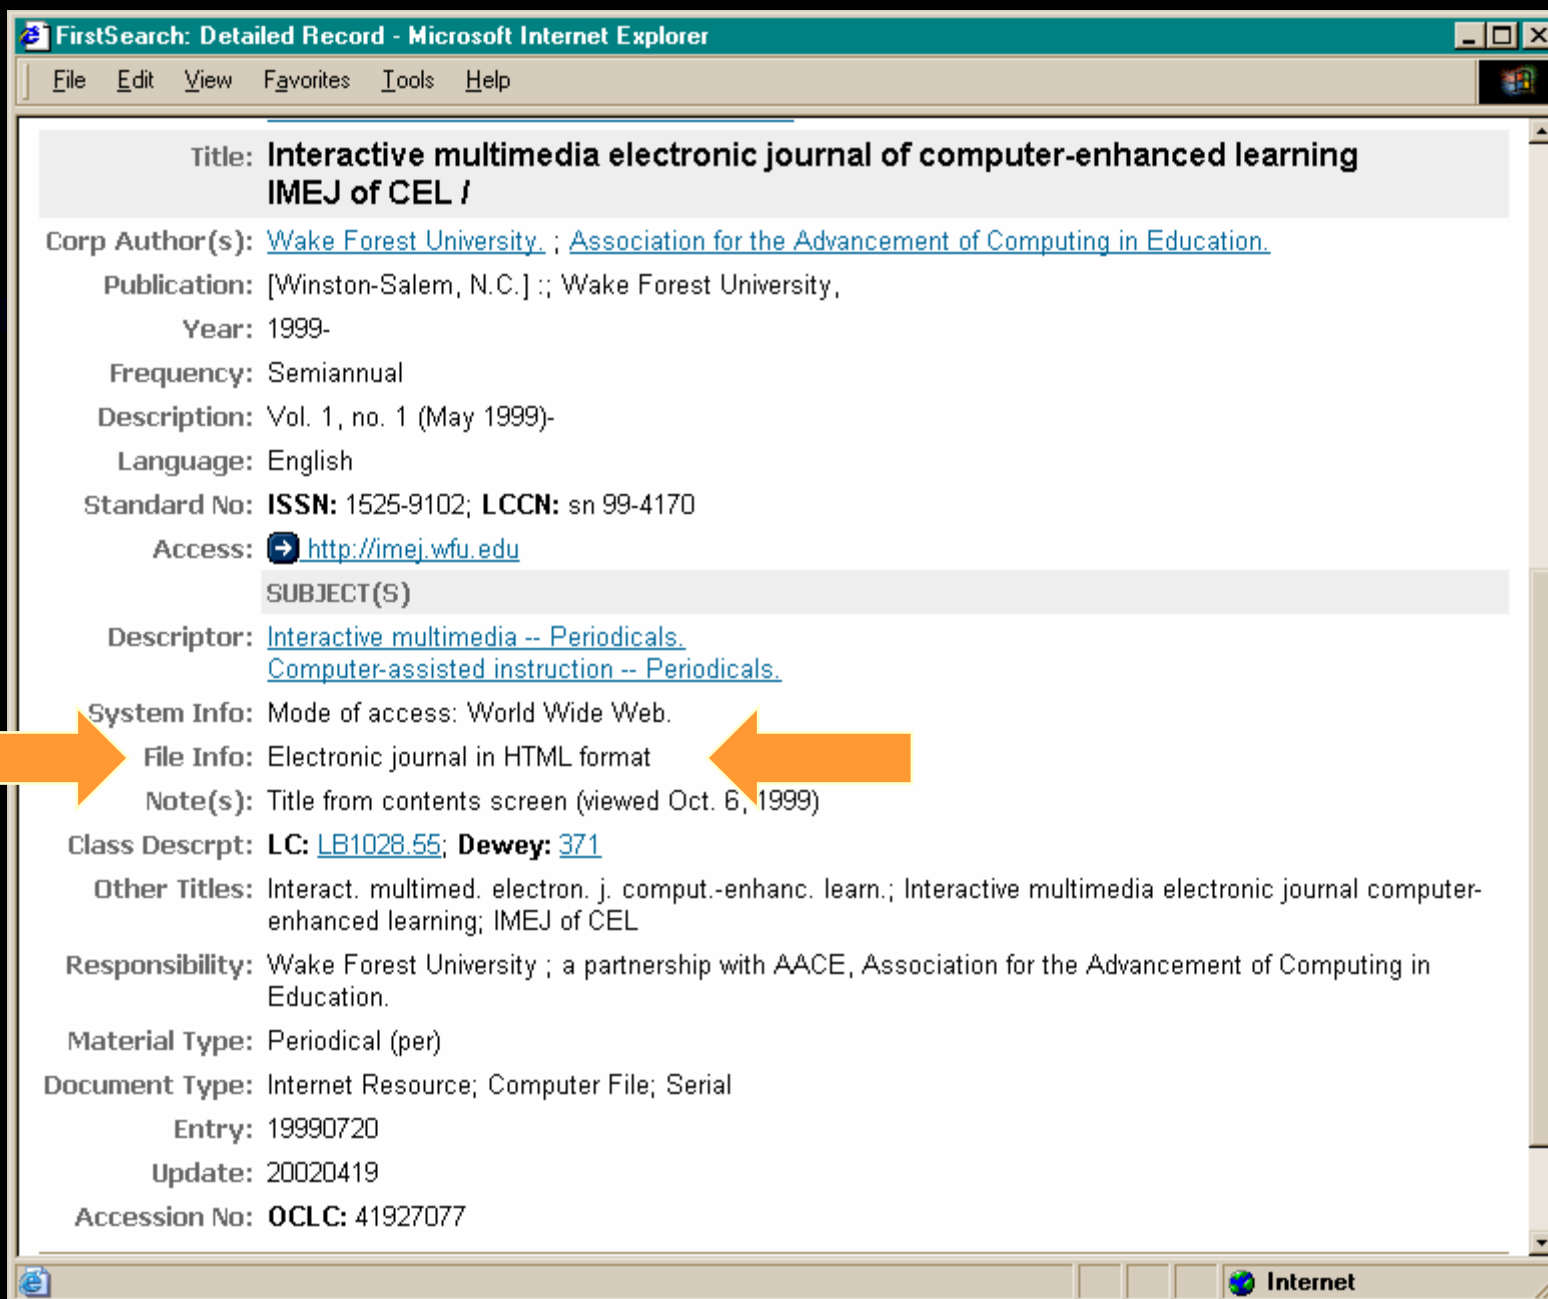 FirstSearch: Detailed Record - Microsoft Internet Explorer
File Edit View Favorites Tools Help
Title: Interactive multimedia electronic journal of computer-enhanced learning
IMEJ of CEL /
Corp Author(s): Wake Forest University. ; Association for the Advancement of Computing in Education.
Publication: [Winston-Salem, N.C.] :; Wake Forest University,
Year: 1999-
Frequency: Semiannual
Description: Vol. 1, no. 1 (May 1999)-
Language: English
Standard No: ISSN: 1525-9102; LCCN: sn 99-4170
Access: http://imej.wfu.edu
SUBJECT(S)
Descriptor: Interactive multimedia -- Periodicals.
Computer-assisted instruction -- Periodicals.
System Info: Mode of access: World Wide Web.
File Info: Electronic journal in HTML format
Note(s): Title from contents screen (viewed Oct. 6, 1999)
Class Descrpt: LC: LB1028.55; Dewey: 371
Other Titles: Interact. multimed. electron. j. comput.-enhanc. learn.; Interactive multimedia electronic journal computer-
enhanced learning; IMEJ of CEL
Responsibility: Wake Forest University ; a partnership with AACE, Association for the Advancement of Computing in
Education.
Material Type: Periodical (per)
Document Type: Internet Resource; Computer File; Serial
Entry: 19990720
Update: 20020419
Accession No: OCLC: 41927077
Internet